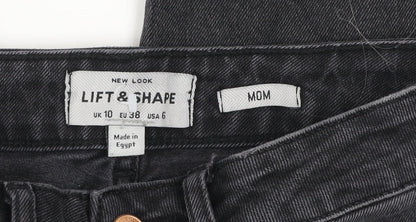 NEW LOOK
LIFT & SHAPE
UK 10 EU 38 USA 6
MOM
Made in
Egypt